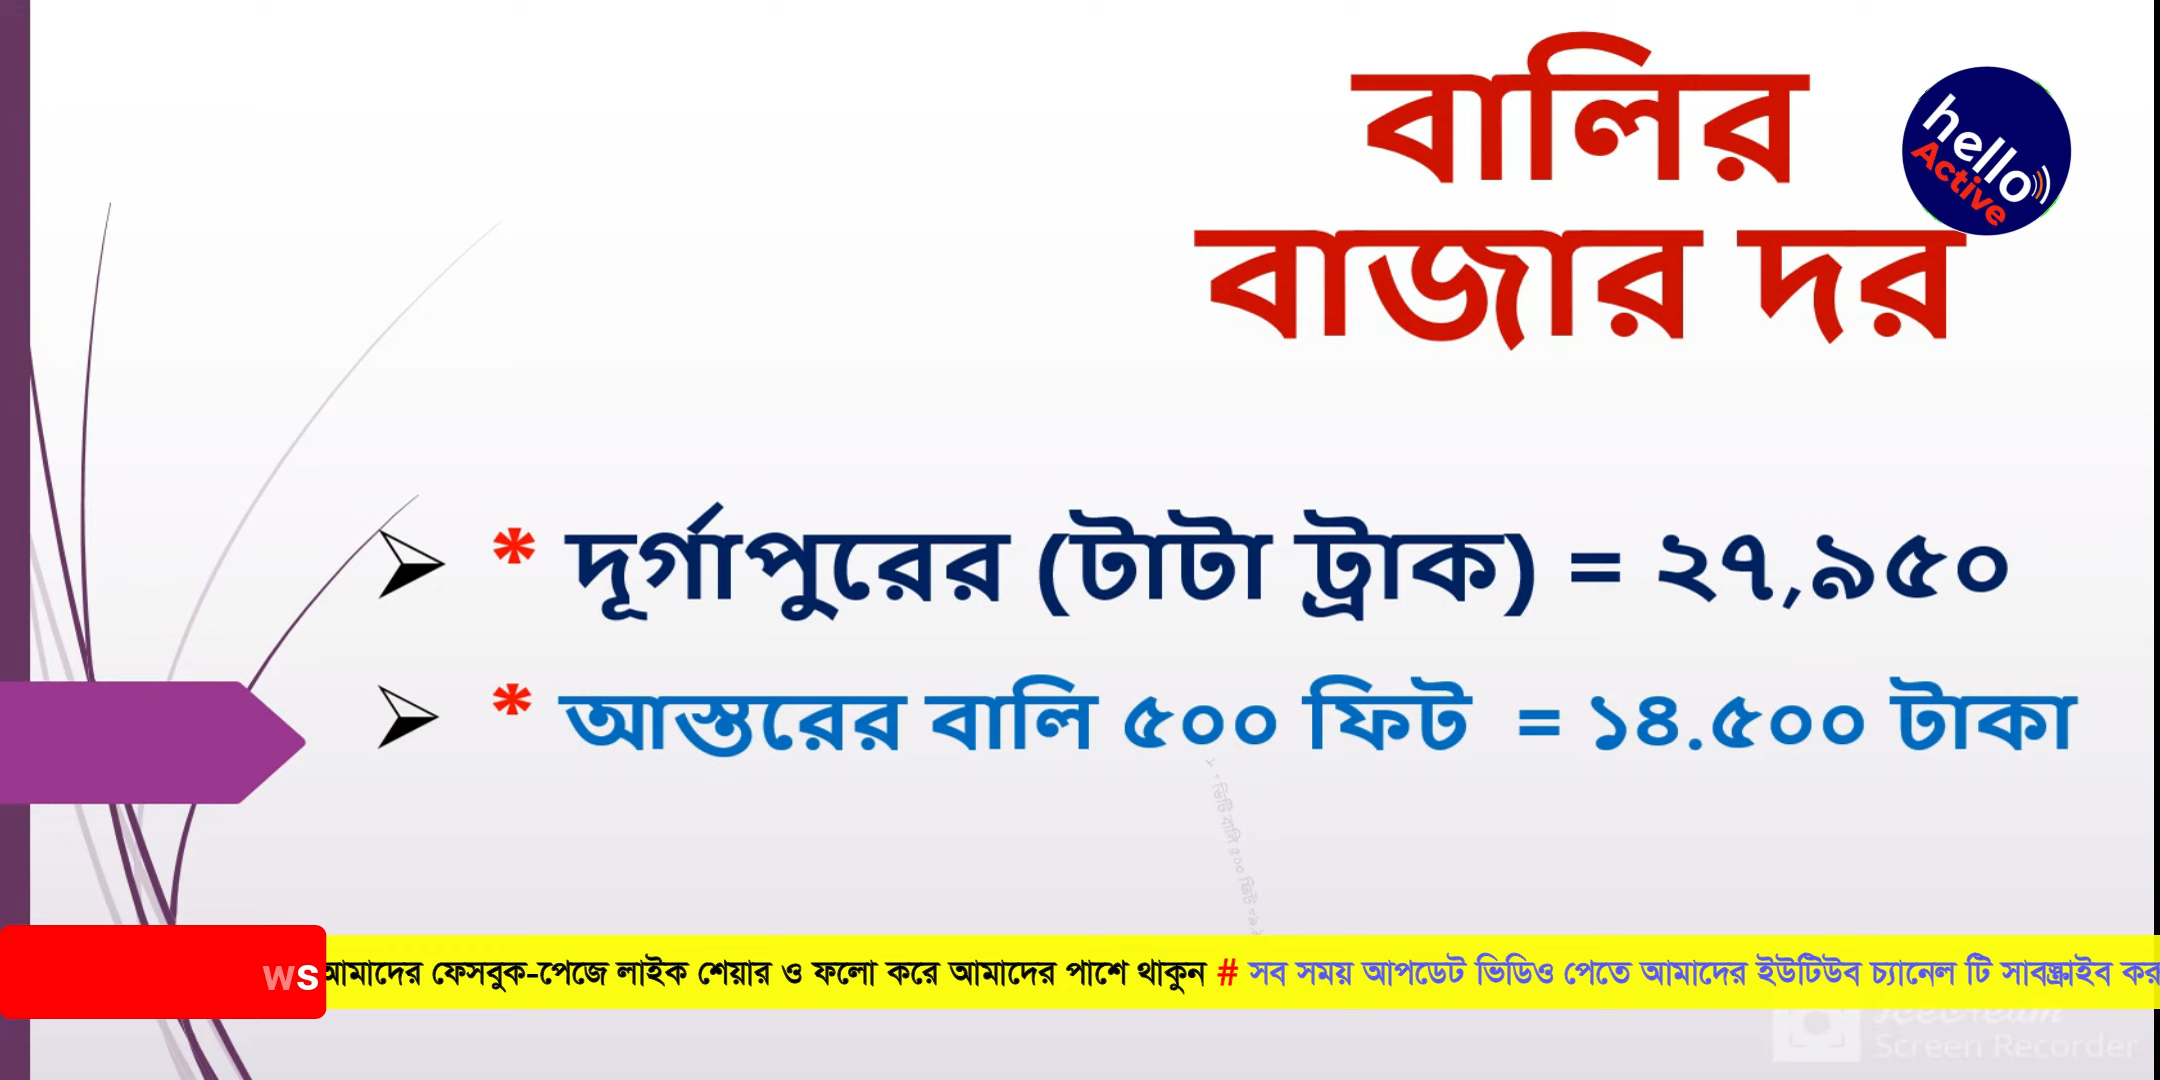 বালির
বাজার দর
hello
Active
* দূর্গাপুরের (টাটা ট্রাক) = ২৭,৯৫০
* আস্তরের বালি ৫০০ ফিট = ১৪.৫০০ টাকা
ws
আমাদের ফেসবুক-পেজে লাইক শেয়ার ও ফলো করে আমাদের পাশে থাকুন # সব সময় আপডেট ভিডিও পেতে আমাদের ইউটিউব চ্যানেল টি সাবস্ক্রাইব কর
Icecream
Screen Recorder